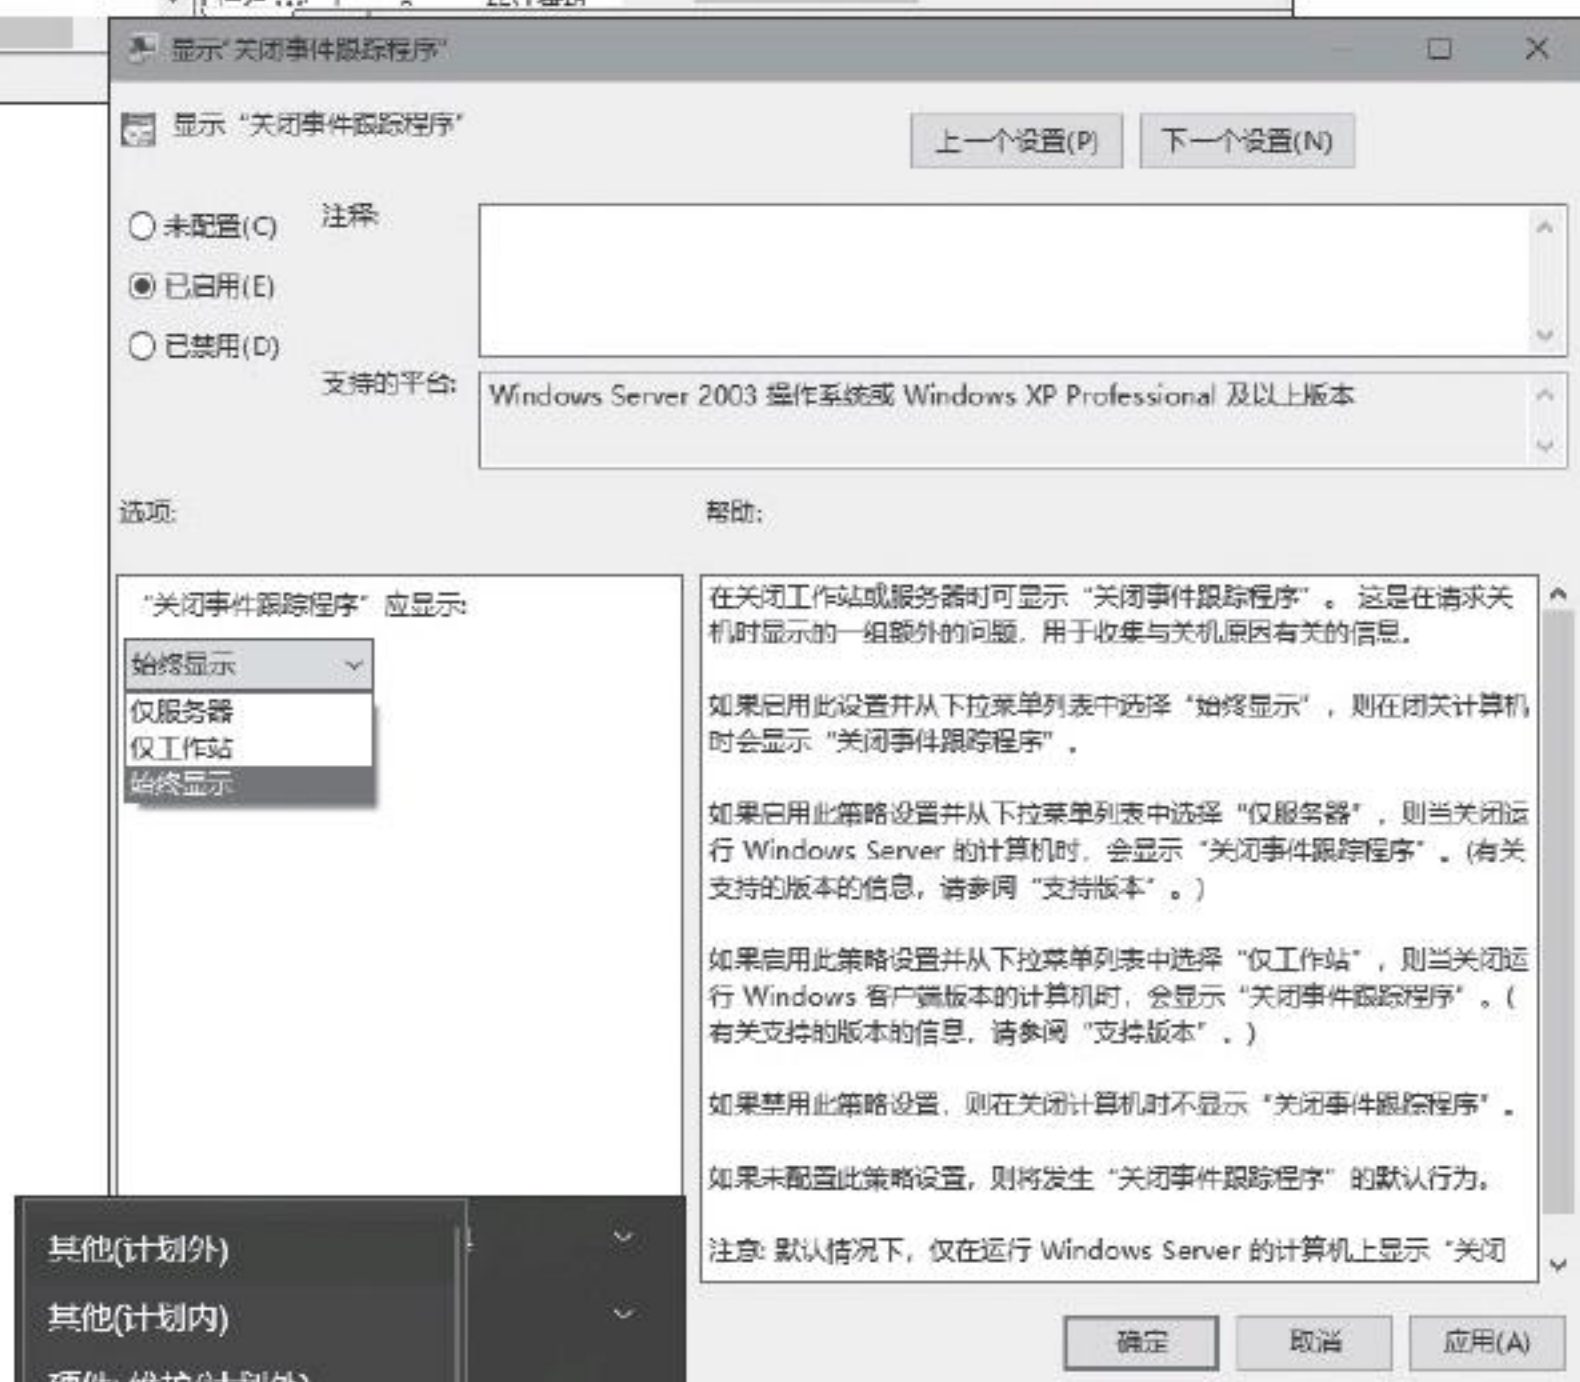 显示“关闭事件跟踪程序”
显示“关闭事件跟踪程序”
上一个设置(P)
下一个设置(N)
未配置(C)
注释:
已启用(E)
已禁用(D)
支持的平台:
Windows Server 2003 操作系统或 Windows XP Professional 及以上版本
选项:
帮助:
“关闭事件跟踪程序”应显示:
始终显示
仅服务器
仅工作站
始终显示
在关闭工作站或服务器时可显示“关闭事件跟踪程序”。这是在请求关
机时显示的一组额外的问题，用于收集与关机原因有关的信息。
如果启用此设置并从下拉菜单列表中选择“始终显示”，则在闭关计算机
时会显示“关闭事件跟踪程序”。
如果启用此策略设置并从下拉菜单列表中选择“仅服务器”，则当关闭运
行 Windows Server 的计算机时，会显示“关闭事件跟踪程序”。(有关
支持的版本的信息，请参阅“支持版本”。)
如果启用此策略设置并从下拉菜单列表中选择“仅工作站”，则当关闭运
行 Windows 客户端版本的计算机时，会显示“关闭事件跟踪程序”。(
有关支持的版本的信息，请参阅“支持版本”。)
如果禁用此策略设置，则在关闭计算机时不显示“关闭事件跟踪程序”。
如果未配置此策略设置，则将发生“关闭事件跟踪程序”的默认行为。
注意: 默认情况下，仅在运行 Windows Server 的计算机上显示“关闭
其他(计划外)
其他(计划内)
硬件: 维护(计划外)
确定
取消
应用(A)